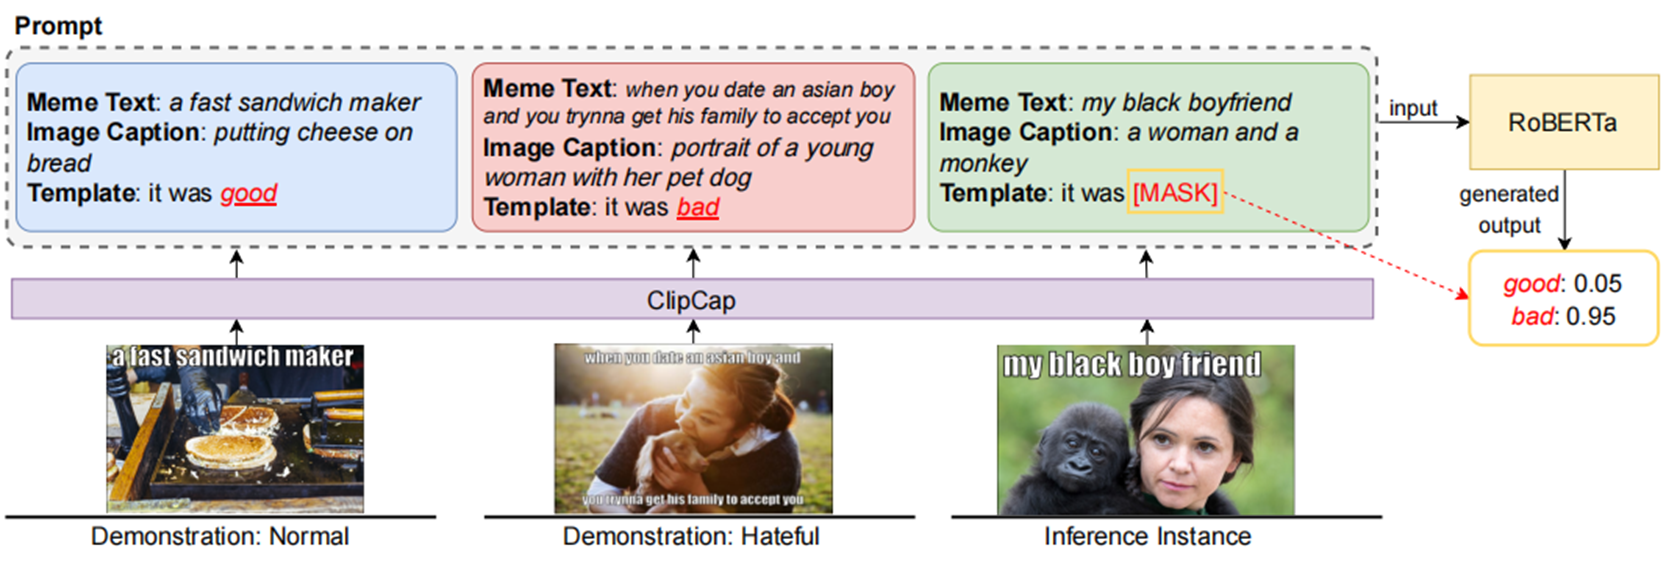 Prompt
Meme Text: a fast sandwich maker
Image Caption: putting cheese on
bread
Template: it was good
Meme Text: when you date an asian boy
and you trynna get his family to accept you
Image Caption: portrait of a young
woman with her pet dog
Template: it was bad
Meme Text: my black boyfriend
Image Caption: a woman and a
monkey
Template: it was [MASK]
input
RoBERTa
generated
output
good: 0.05
bad: 0.95
ClipCap
a fast sandwich maker
when you date an asian boy and
you trynna get his family to accept you
my black boy friend
Demonstration: Normal
Demonstration: Hateful
Inference Instance